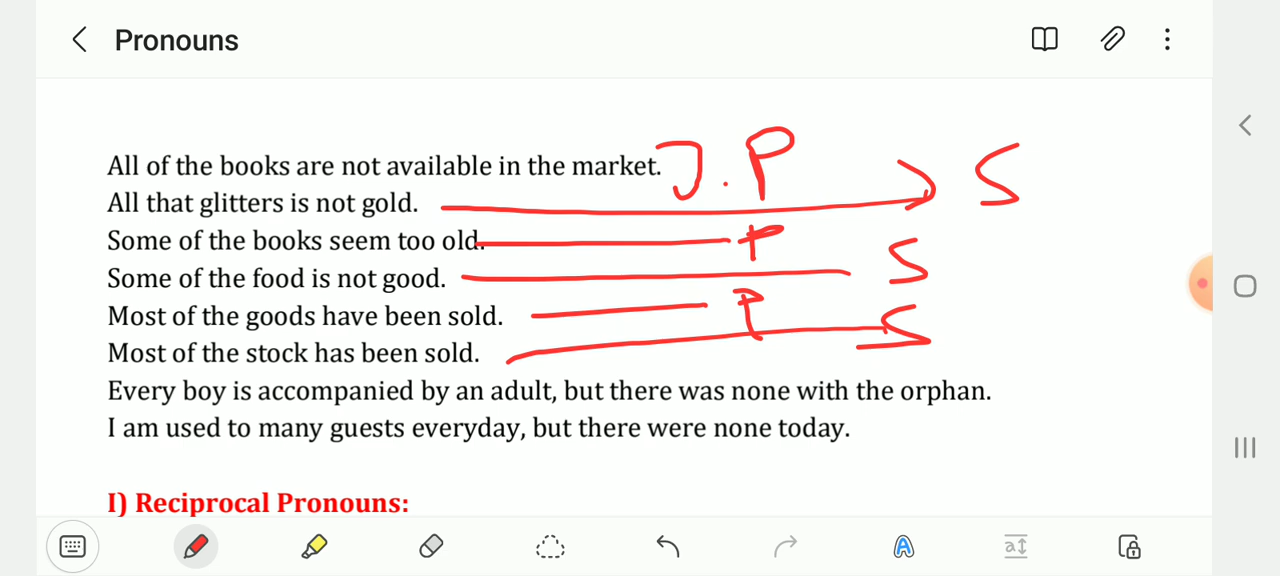 Pronouns
All of the books are not available in the market. I.P
All that glitters is not gold. S
Some of the books seem too old. P
Some of the food is not good. S
Most of the goods have been sold. P
Most of the stock has been sold. S
Every boy is accompanied by an adult, but there was none with the orphan.
I am used to many guests everyday, but there were none today.
I) Reciprocal Pronouns: